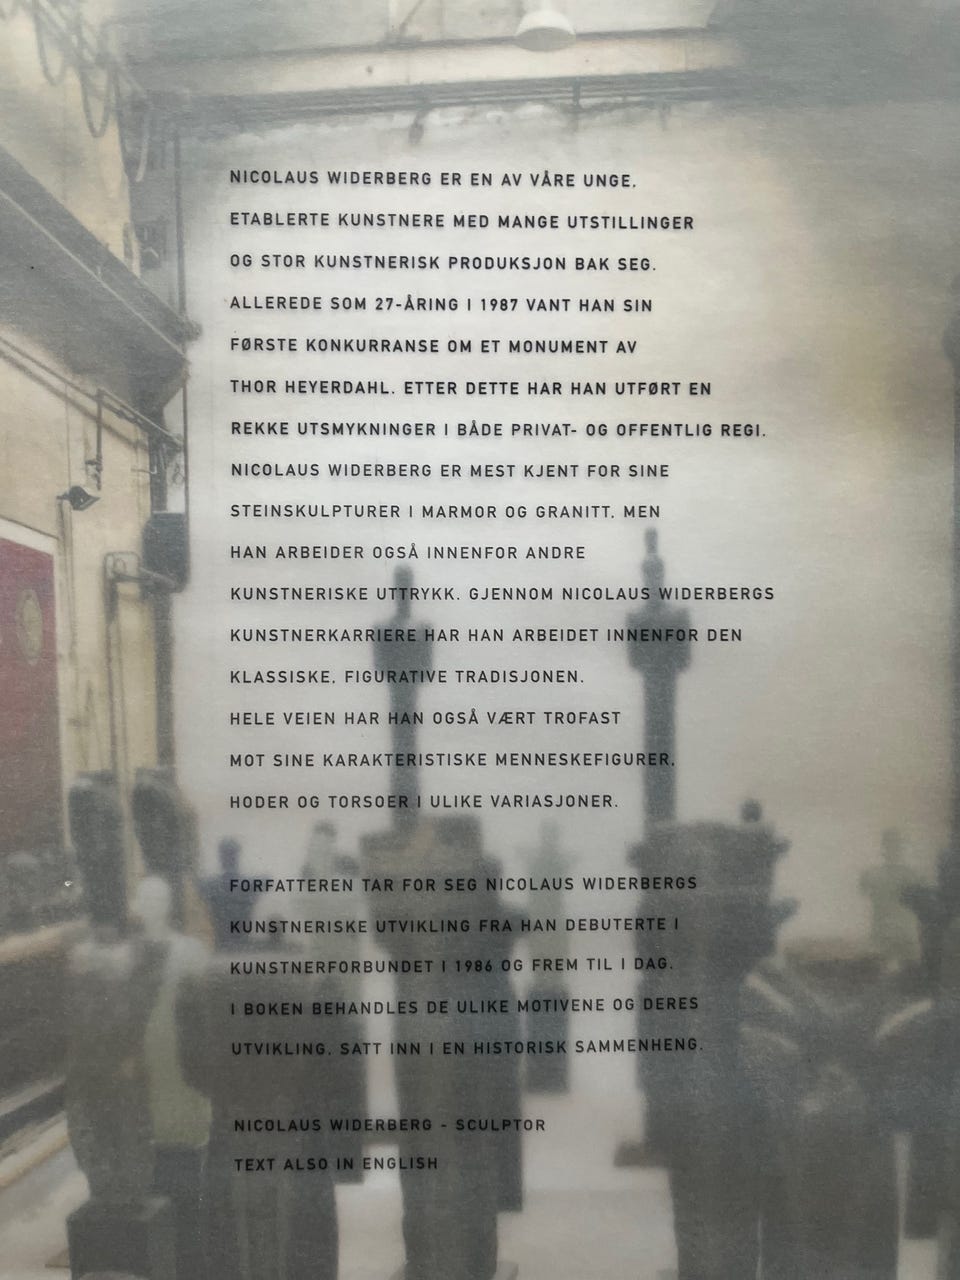 NICOLAUS WIDERBERG ER EN AV VÅRE UNGE,
ETABLERTE KUNSTNERE MED MANGE UTSTILLINGER
OG STOR KUNSTNERISK PRODUKSJON BAK SEG.
ALLEREDE SOM 27-ÅRING I 1987 VANT HAN SIN
FØRSTE KONKURRANSE OM ET MONUMENT AV
THOR HEYERDAHL. ETTER DETTE HAR HAN UTFØRT EN
REKKE UTSMYKNINGER I BÅDE PRIVAT- OG OFFENTLIG REGI.
NICOLAUS WIDERBERG ER MEST KJENT FOR SINE
STEINSKULPTURER I MARMOR OG GRANITT, MEN
HAN ARBEIDER OGSÅ INNENFOR ANDRE
KUNSTNERISKE UTTRYKK. GJENNOM NICOLAUS WIDERBERGS
KUNSTNERKARRIERE HAR HAN ARBEIDET INNENFOR DEN
KLASSISKE, FIGURATIVE TRADISJONEN.
HELE VEIEN HAR HAN OGSÅ VÆRT TROFAST
MOT SINE KARAKTERISTISKE MENNESKEFIGURER,
HODER OG TORSOER I ULIKE VARIASJONER.
FORFATTEREN TAR FOR SEG NICOLAUS WIDERBERGS
KUNSTNERISKE UTVIKLING FRA HAN DEBUTERTE I
KUNSTNERFORBUNDET I 1986 OG FREM TIL I DAG.
I BOKEN BEHANDLES DE ULIKE MOTIVENE OG DERES
UTVIKLING, SATT INN I EN HISTORISK SAMMENHENG.
NICOLAUS WIDERBERG - SCULPTOR
TEXT ALSO IN ENGLISH